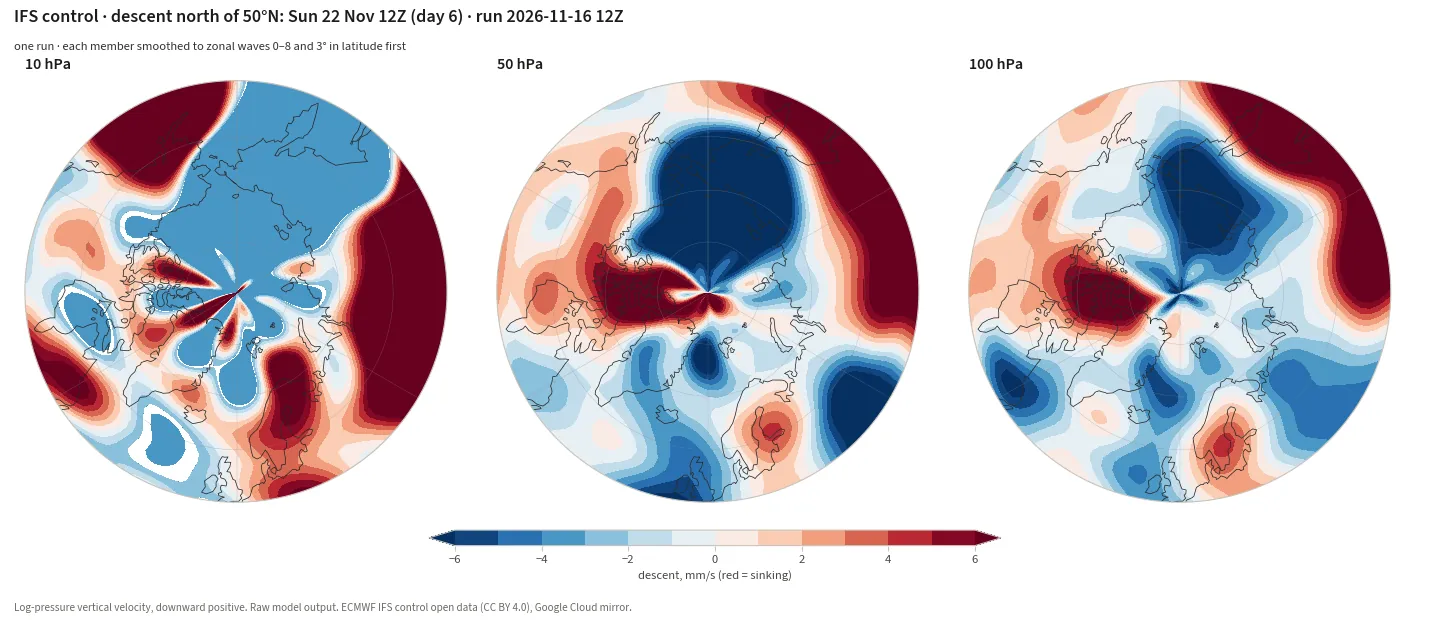 IFS control · descent north of 50°N: Sun 22 Nov 12Z (day 6) · run 2026-11-16 12Z
one run · each member smoothed to zonal waves 0–8 and 3° in latitude first
10 hPa
50 hPa
100 hPa
−6 −4 −2 0 2 4 6
descent, mm/s (red = sinking)
Log-pressure vertical velocity, downward positive. Raw model output. ECMWF IFS control open data (CC BY 4.0), Google Cloud mirror.